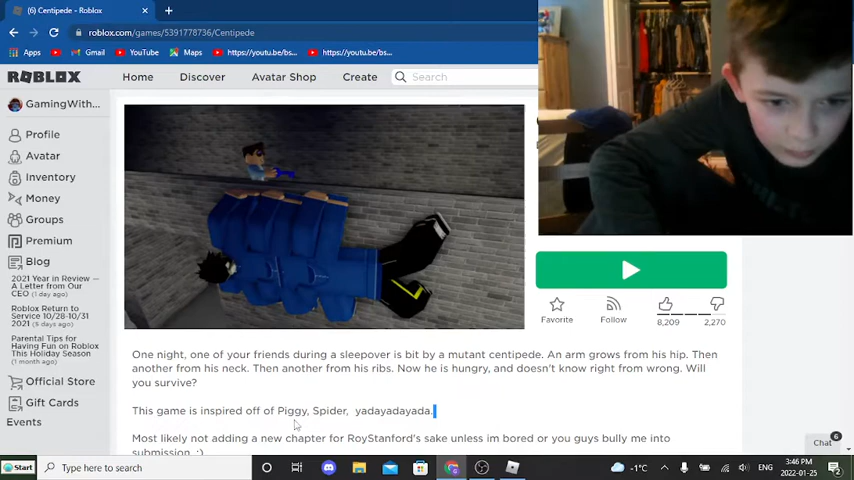 (6) Centipede - Roblox
roblox.com/games/5391778736/Centipede
Apps Gmail YouTube Maps https://youtu.be/bs... https://youtu.be/bs...
ROBLOX Home Discover Avatar Shop Create Search
GamingWith...
Profile
Avatar
Inventory
Money
Groups
Premium
Blog
2021 Year in Review —
A Letter from Our
CEO (1 day ago)
Roblox Return to
Service 10/28-10/31
2021 (5 days ago)
Parental Tips for
Having Fun on Roblox
This Holiday Season
(1 month ago)
Official Store
Gift Cards
Events
Favorite Follow 8,209 2,270
One night, one of your friends during a sleepover is bit by a mutant centipede. An arm grows from his hip. Then
another from his neck. Then another from his ribs. Now he is hungry, and doesn't know right from wrong. Will
you survive?
This game is inspired off of Piggy, Spider, yadayadayada.
Most likely not adding a new chapter for RoyStanford's sake unless im bored or you guys bully me into
submission. :)
Chat 6
Start Type here to search -1°C ENG 3:46 PM
2022-01-25 2